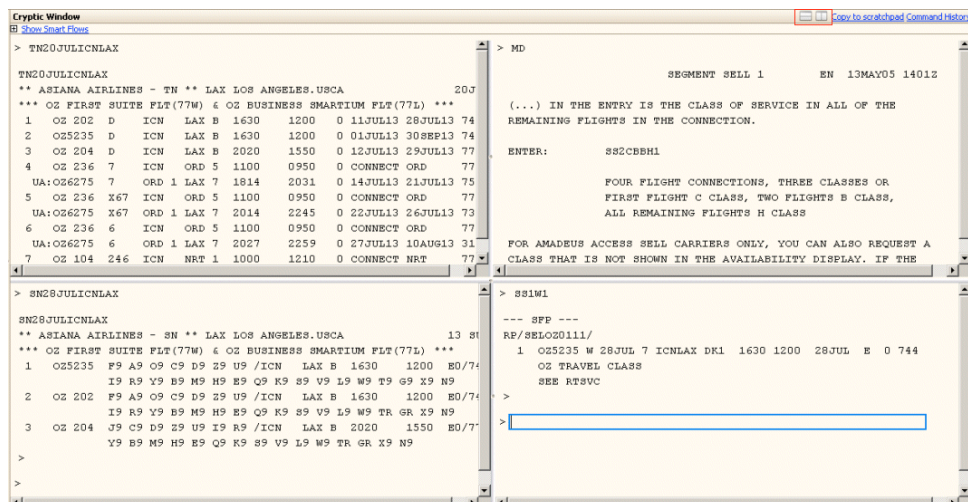 Cryptic Window
Copy to scratchpad Command History
Show Smart Flows
> TN20JULICNLAX
TN20JULICNLAX
** ASIANA AIRLINES - TN ** LAX LOS ANGELES.USCA 20J
*** OZ FIRST SUITE FLT(77W) & OZ BUSINESS SMARTIUM FLT(77L) ***
1 OZ 202 D ICN LAX B 1630 1200 0 11JUL13 28JUL13 74
2 OZ5235 D ICN LAX B 1630 1200 0 01JUL13 30SEP13 74
3 OZ 204 D ICN LAX B 2020 1550 0 12JUL13 29JUL13 77
4 OZ 236 7 ICN ORD 5 1100 0950 0 CONNECT ORD 77
UA:OZ6275 7 ORD 1 LAX 7 1814 2031 0 14JUL13 21JUL13 75
5 OZ 236 X67 ICN ORD 5 1100 0950 0 CONNECT ORD 77
UA:OZ6275 X67 ORD 1 LAX 7 2014 2245 0 22JUL13 26JUL13 73
6 OZ 236 6 ICN ORD 5 1100 0950 0 CONNECT ORD 77
UA:OZ6275 6 ORD 1 LAX 7 2027 2259 0 27JUL13 10AUG13 31
7 OZ 104 246 ICN NRT 1 1000 1210 0 CONNECT NRT 77
> MD
SEGMENT SELL 1 EN 13MAY05 1401Z
(...) IN THE ENTRY IS THE CLASS OF SERVICE IN ALL OF THE
REMAINING FLIGHTS IN THE CONNECTION.
ENTER: SS2CBBH1
FOUR FLIGHT CONNECTIONS, THREE CLASSES OR
FIRST FLIGHT C CLASS, TWO FLIGHTS B CLASS,
ALL REMAINING FLIGHTS H CLASS
FOR AMADEUS ACCESS SELL CARRIERS ONLY, YOU CAN ALSO REQUEST A
CLASS THAT IS NOT SHOWN IN THE AVAILABILITY DISPLAY. IF THE
> SN28JULICNLAX
SN28JULICNLAX
** ASIANA AIRLINES - SN ** LAX LOS ANGELES.USCA 13 SU
*** OZ FIRST SUITE FLT(77W) & OZ BUSINESS SMARTIUM FLT(77L) ***
1 OZ5235 F9 A9 O9 C9 D9 Z9 U9 /ICN LAX B 1630 1200 E0/74
I9 R9 Y9 B9 M9 H9 E9 Q9 K9 S9 V9 L9 W9 T9 G9 X9 N9
2 OZ 202 F9 A9 O9 C9 D9 Z9 U9 /ICN LAX B 1630 1200 E0/74
I9 R9 Y9 B9 M9 H9 E9 Q9 K9 S9 V9 L9 W9 TR GR X9 N9
3 OZ 204 J9 C9 D9 Z9 U9 I9 R9 /ICN LAX B 2020 1550 E0/77
Y9 B9 M9 H9 E9 Q9 K9 S9 V9 L9 W9 TR GR X9 N9
>
>
> SS1W1
--- SFP ---
RP/SELOZ0111/
1 OZ5235 W 28JUL 7 ICNLAX DK1 1630 1200 28JUL E 0 744
OZ TRAVEL CLASS
SEE RTSVC
>
>